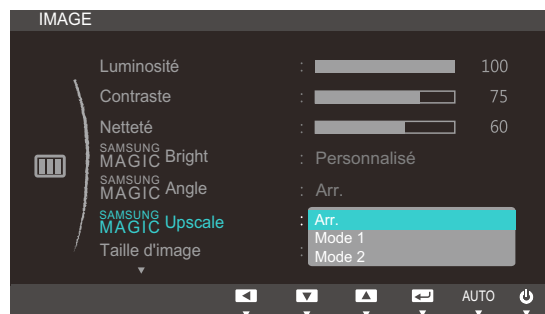 IMAGE
Luminosité : 100
Contraste : 75
Netteté : 60
SAMSUNG MAGIC Bright : Personnalisé
SAMSUNG MAGIC Angle : Arr.
SAMSUNG MAGIC Upscale : Arr.
Mode 1
Taille d'image : Mode 2
AUTO